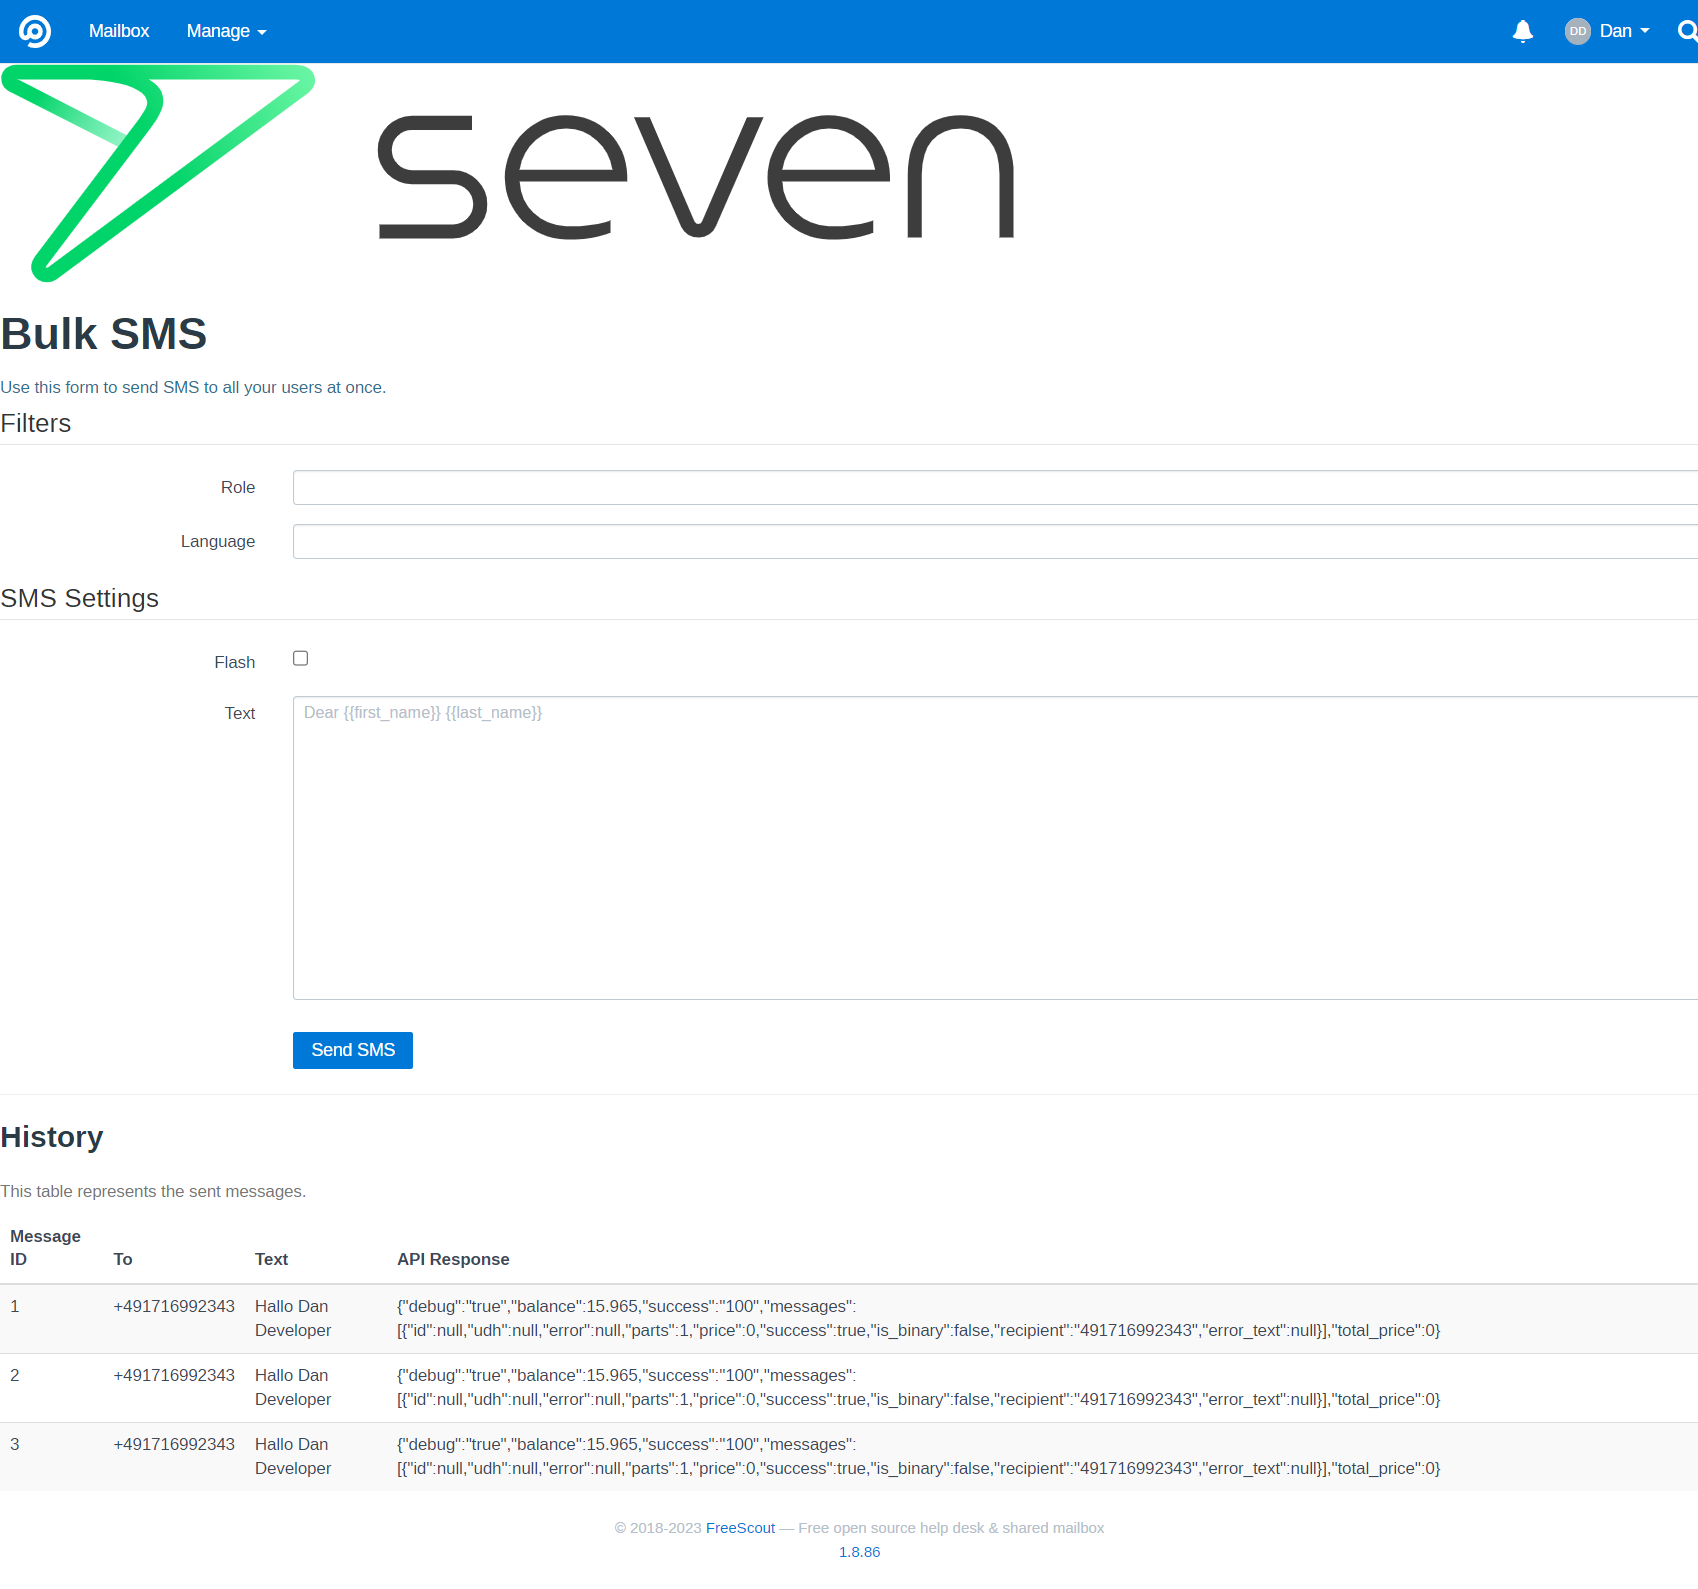 Mailbox Manage DD Dan
seven
Bulk SMS
Use this form to send SMS to all your users at once.
Filters
Role
Language
SMS Settings
Flash
Text Dear {{first_name}} {{last_name}}
Send SMS
History
This table represents the sent messages.
Message
ID To Text API Response
1 +491716992343 Hallo Dan {"debug":"true","balance":15.965,"success":"100","messages":
Developer [{"id":null,"udh":null,"error":null,"parts":1,"price":0,"success":true,"is_binary":false,"recipient":"491716992343","error_text":null}],"total_price":0}
2 +491716992343 Hallo Dan {"debug":"true","balance":15.965,"success":"100","messages":
Developer [{"id":null,"udh":null,"error":null,"parts":1,"price":0,"success":true,"is_binary":false,"recipient":"491716992343","error_text":null}],"total_price":0}
3 +491716992343 Hallo Dan {"debug":"true","balance":15.965,"success":"100","messages":
Developer [{"id":null,"udh":null,"error":null,"parts":1,"price":0,"success":true,"is_binary":false,"recipient":"491716992343","error_text":null}],"total_price":0}
© 2018-2023 FreeScout — Free open source help desk & shared mailbox
1.8.86